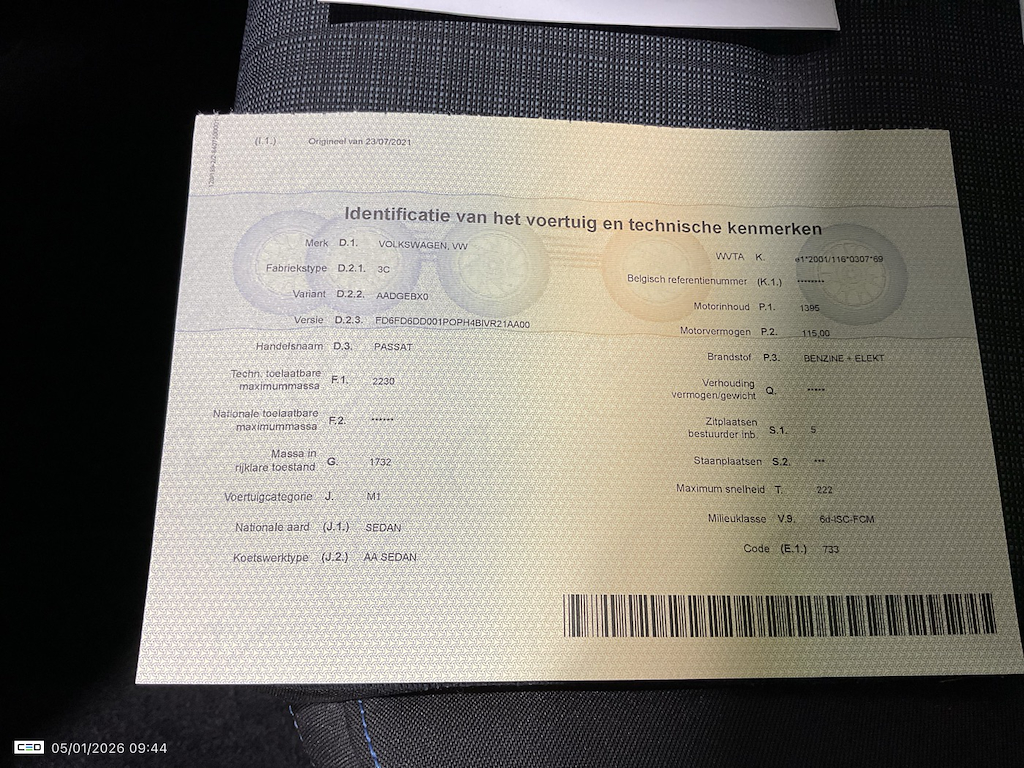 (I.1.) Origineel van 23/07/2021
Identificatie van het voertuig en technische kenmerken
Merk D.1. VOLKSWAGEN, VW
Fabriekstype D.2.1. 3C
Variant D.2.2. AADGEBX0
Versie D.2.3. FD6FD6DD001POPH4BIVR21AA00
Handelsnaam D.3. PASSAT
Techn. toelaatbare
maximummassa F.1. 2230
Nationale toelaatbare
maximummassa F.2. ******
Massa in
rijklare toestand G. 1732
Voertuigcategorie J. M1
Nationale aard (J.1.) SEDAN
Koetswerktype (J.2.) AA SEDAN
WVTA K. e1*2001/116*0307*69
Belgisch referentienummer (K.1.) ********
Motorinhoud P.1. 1395
Motorvermogen P.2. 115,00
Brandstof P.3. BENZINE + ELEKT
Verhouding
vermogen/gewicht Q. *****
Zitplaatsen
bestuurder inb. S.1. 5
Staanplaatsen S.2. ***
Maximum snelheid T. 222
Milieuklasse V.9. 6d-ISC-FCM
Code (E.1.) 733
CEO 05/01/2026 09:44